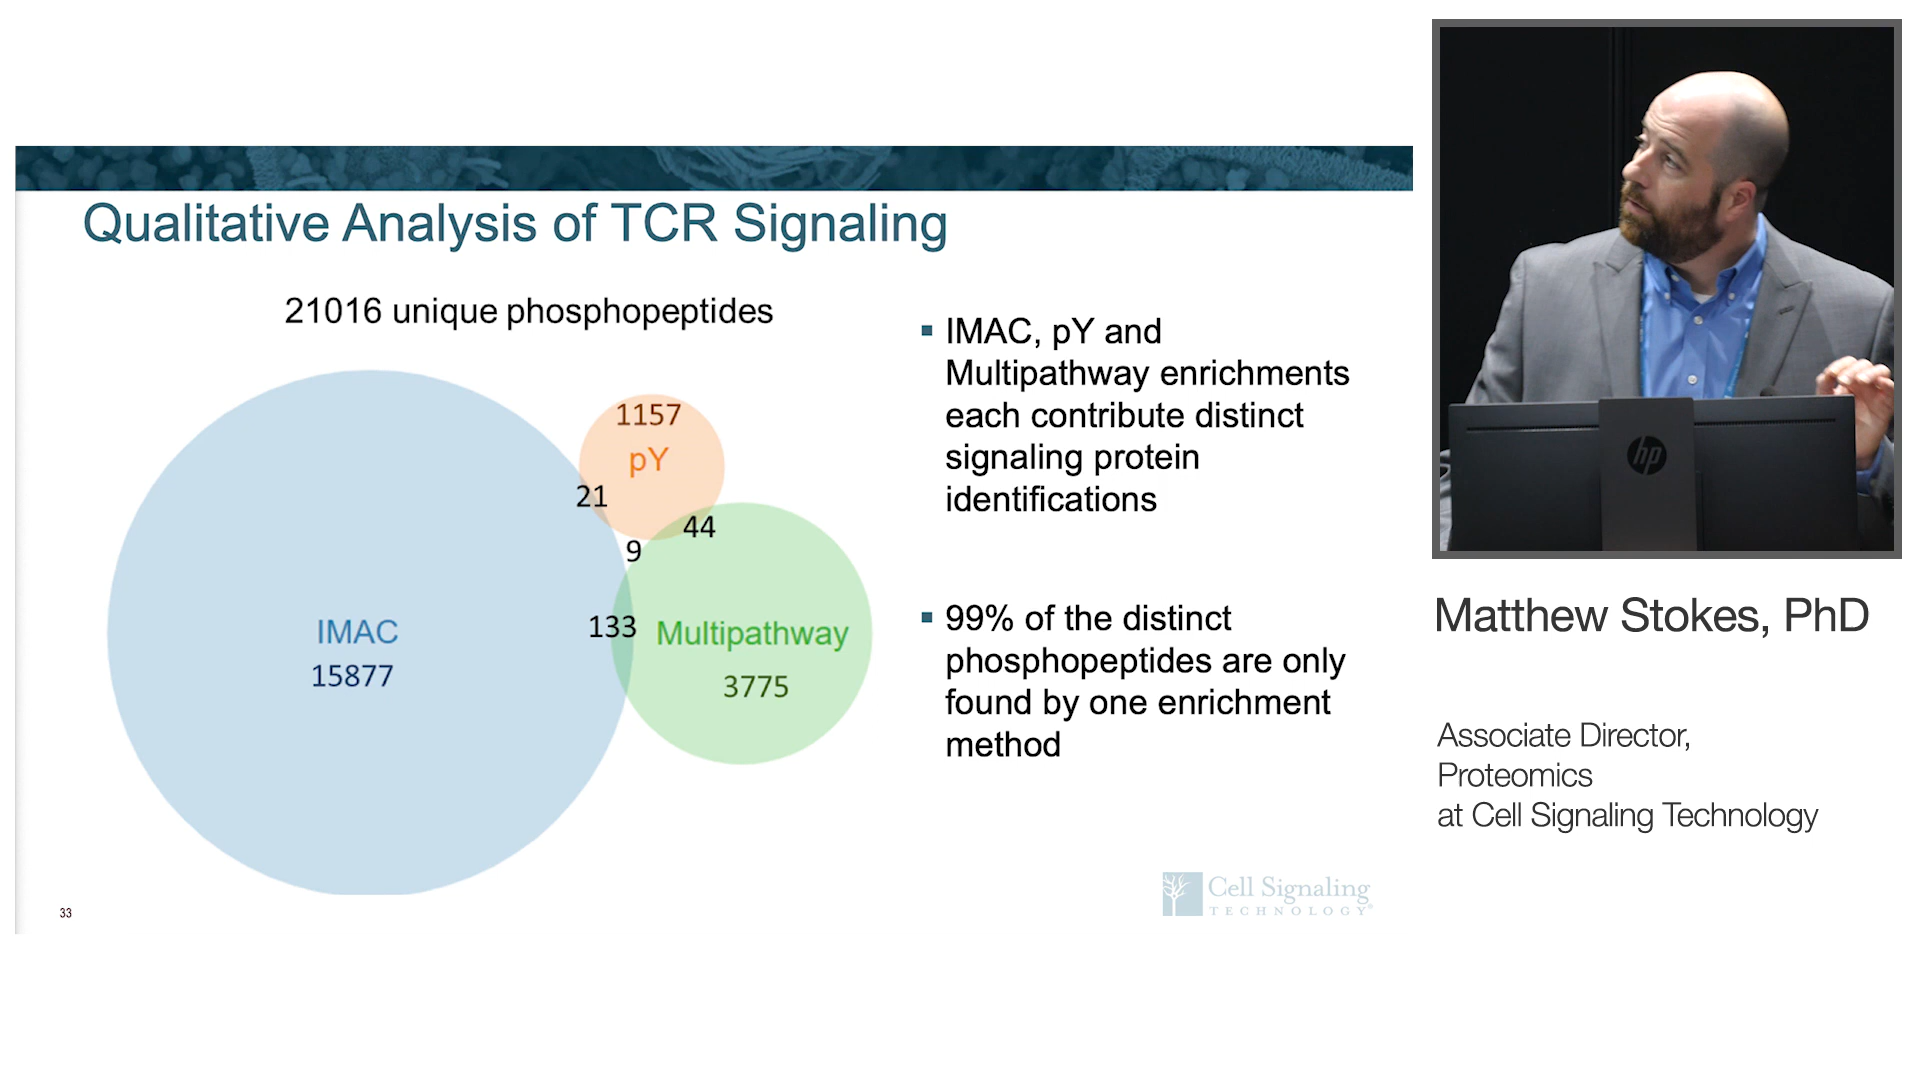 Qualitative Analysis of TCR Signaling
21016 unique phosphopeptides
1157
pY
21
44
9
133
IMAC
15877
Multipathway
3775
▪ IMAC, pY and
Multipathway enrichments
each contribute distinct
signaling protein
identifications
▪ 99% of the distinct
phosphopeptides are only
found by one enrichment
method
33
Cell Signaling
TECHNOLOGY®
hp
Matthew Stokes, PhD
Associate Director,
Proteomics
at Cell Signaling Technology